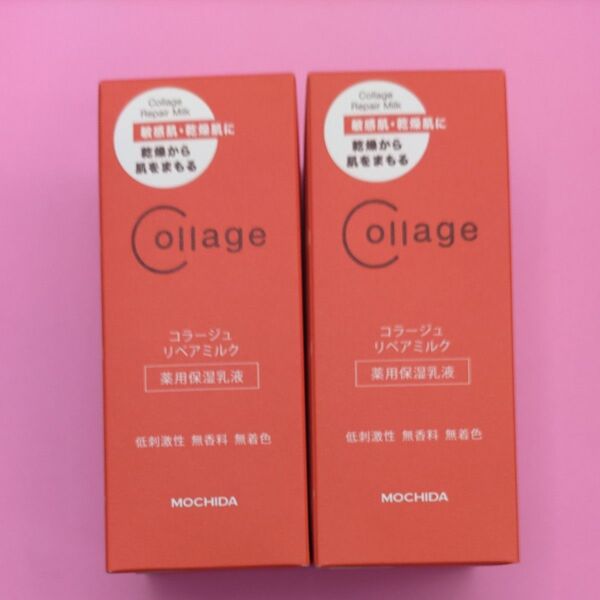 Collage
Repair Milk
敏感肌・乾燥肌に
乾燥から
肌をまもる
Collage
コラージュ
リペアミルク
薬用保湿乳液
低刺激性 無香料 無着色
MOCHIDA
Collage
Repair Milk
敏感肌・乾燥肌に
乾燥から
肌をまもる
Collage
コラージュ
リペアミルク
薬用保湿乳液
低刺激性 無香料 無着色
MOCHIDA